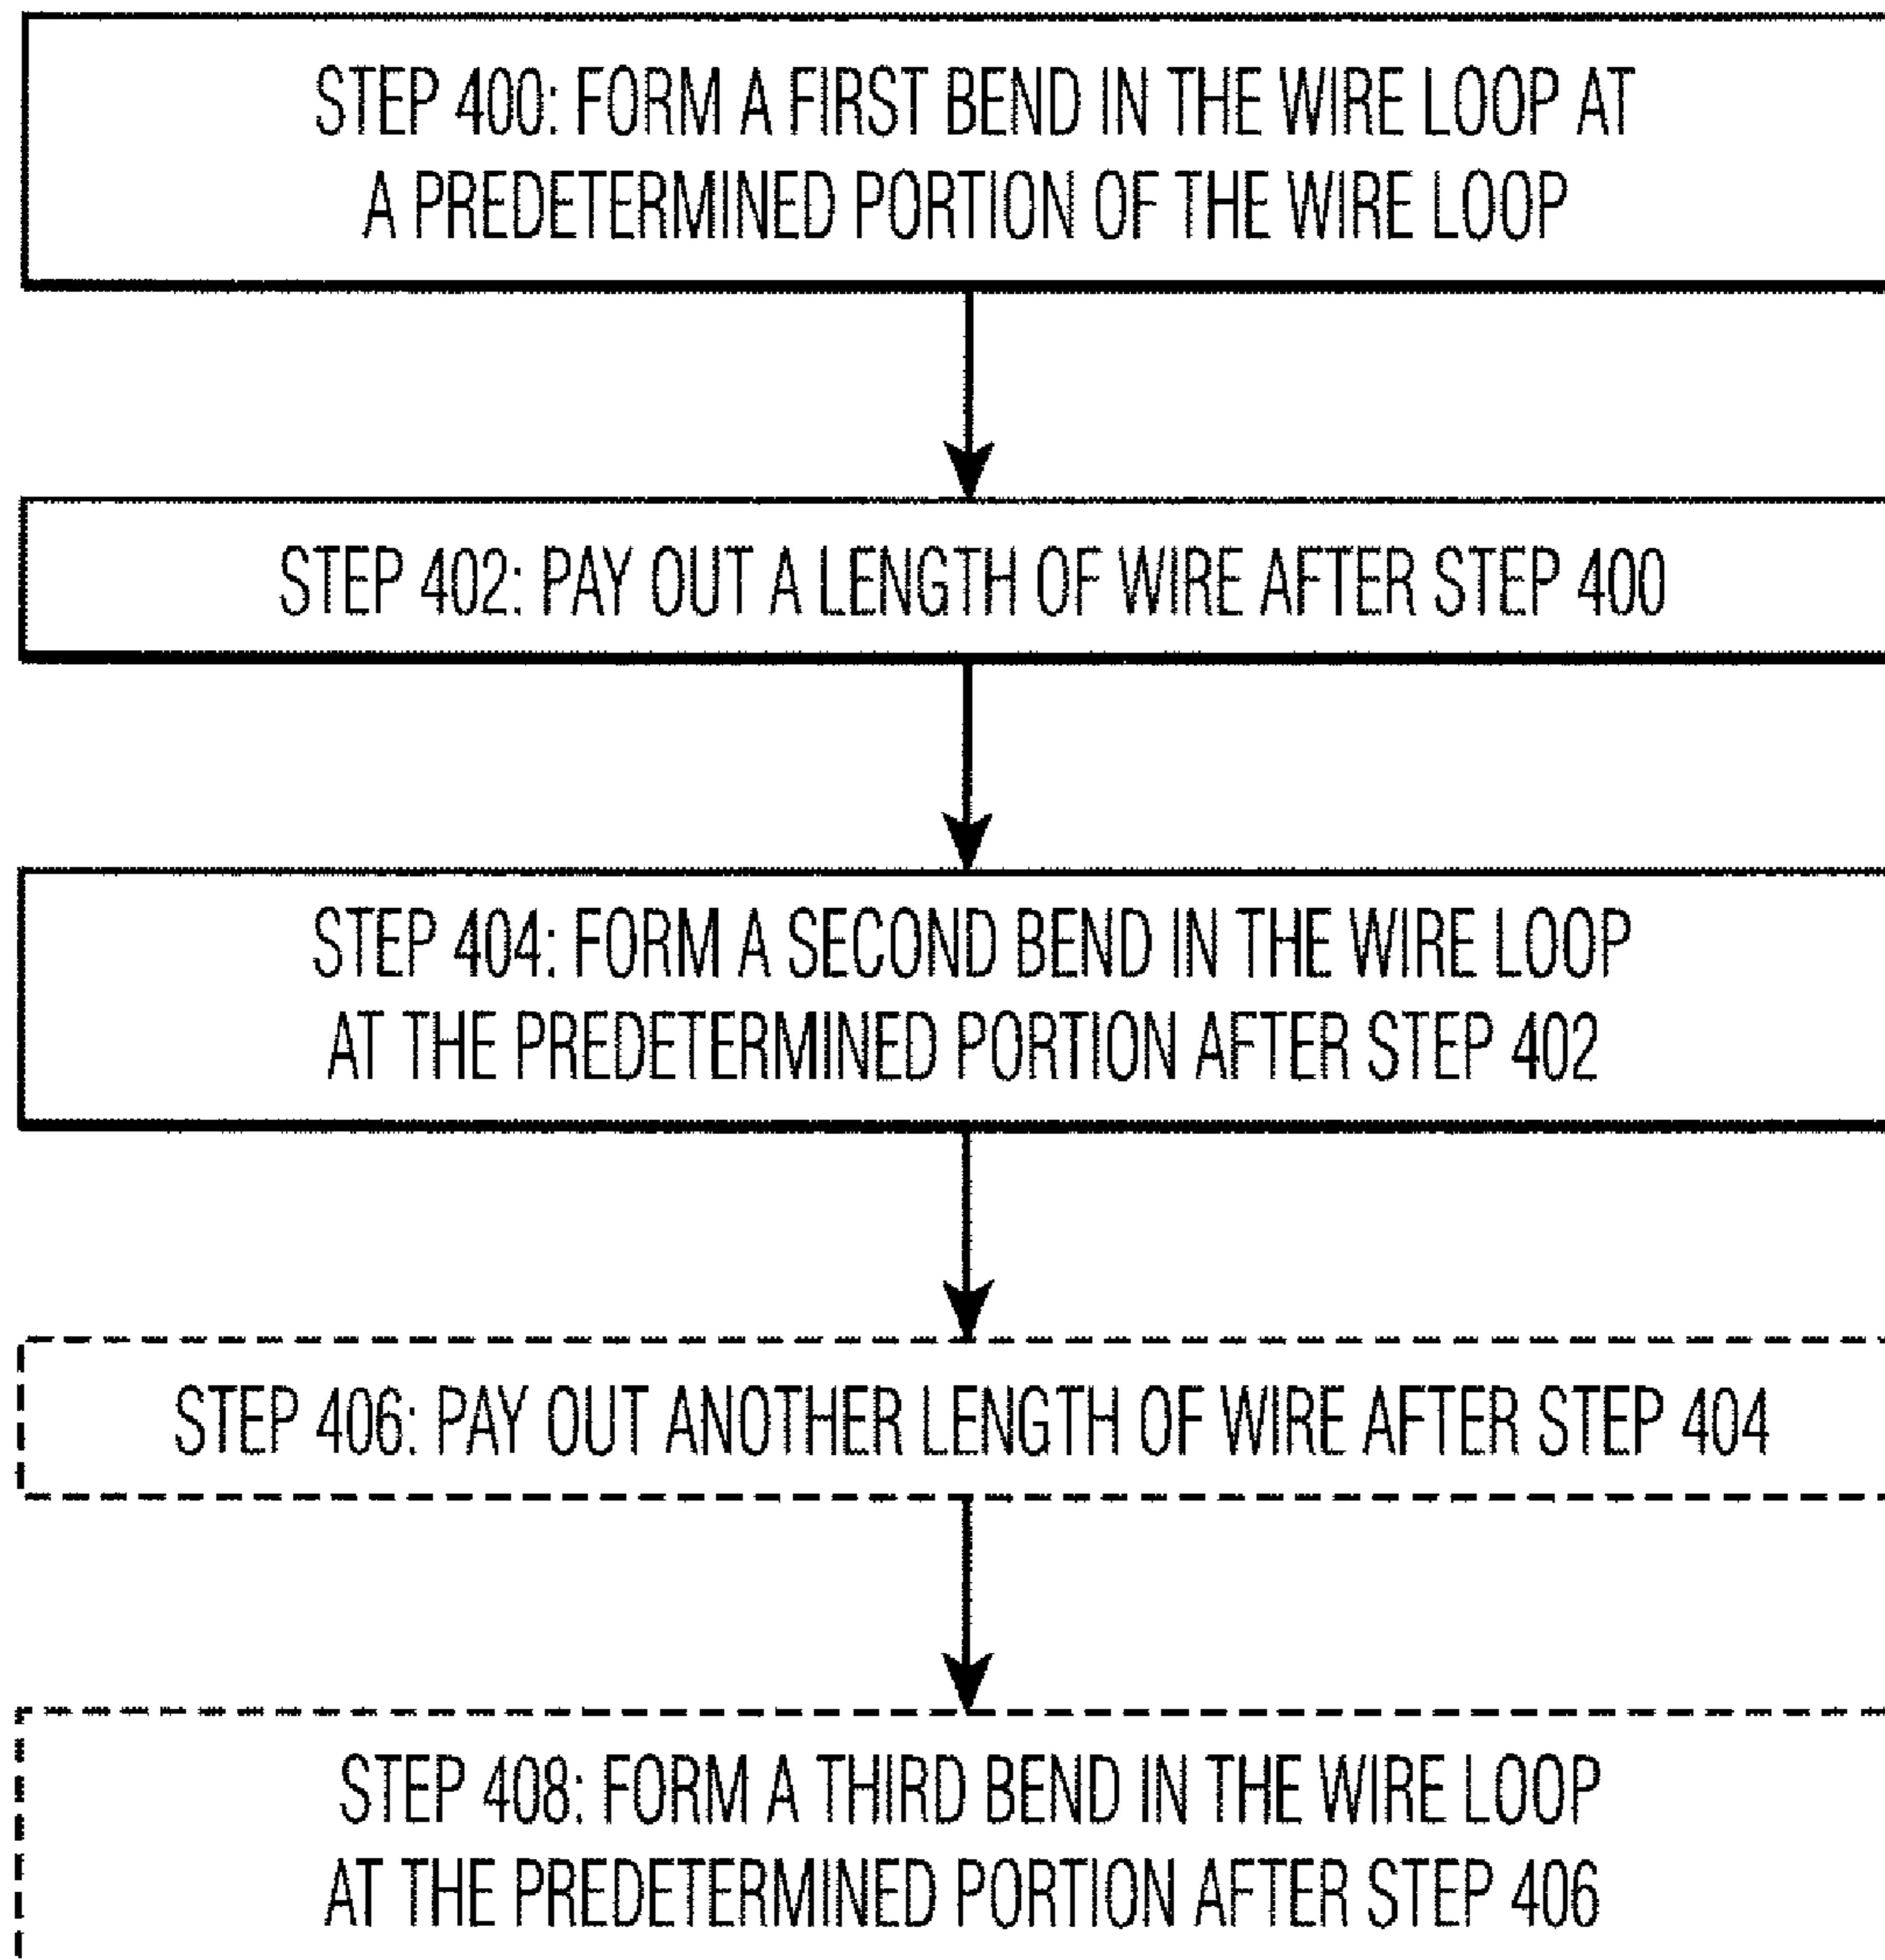 STEP 400: FORM A FIRST BEND IN THE WIRE LOOP AT
A PREDETERMINED PORTION OF THE WIRE LOOP
STEP 402: PAY OUT A LENGTH OF WIRE AFTER STEP 400
STEP 404: FORM A SECOND BEND IN THE WIRE LOOP
AT THE PREDETERMINED PORTION AFTER STEP 402
STEP 406: PAY OUT ANOTHER LENGTH OF WIRE AFTER STEP 404
STEP 408: FORM A THIRD BEND IN THE WIRE LOOP
AT THE PREDETERMINED PORTION AFTER STEP 406